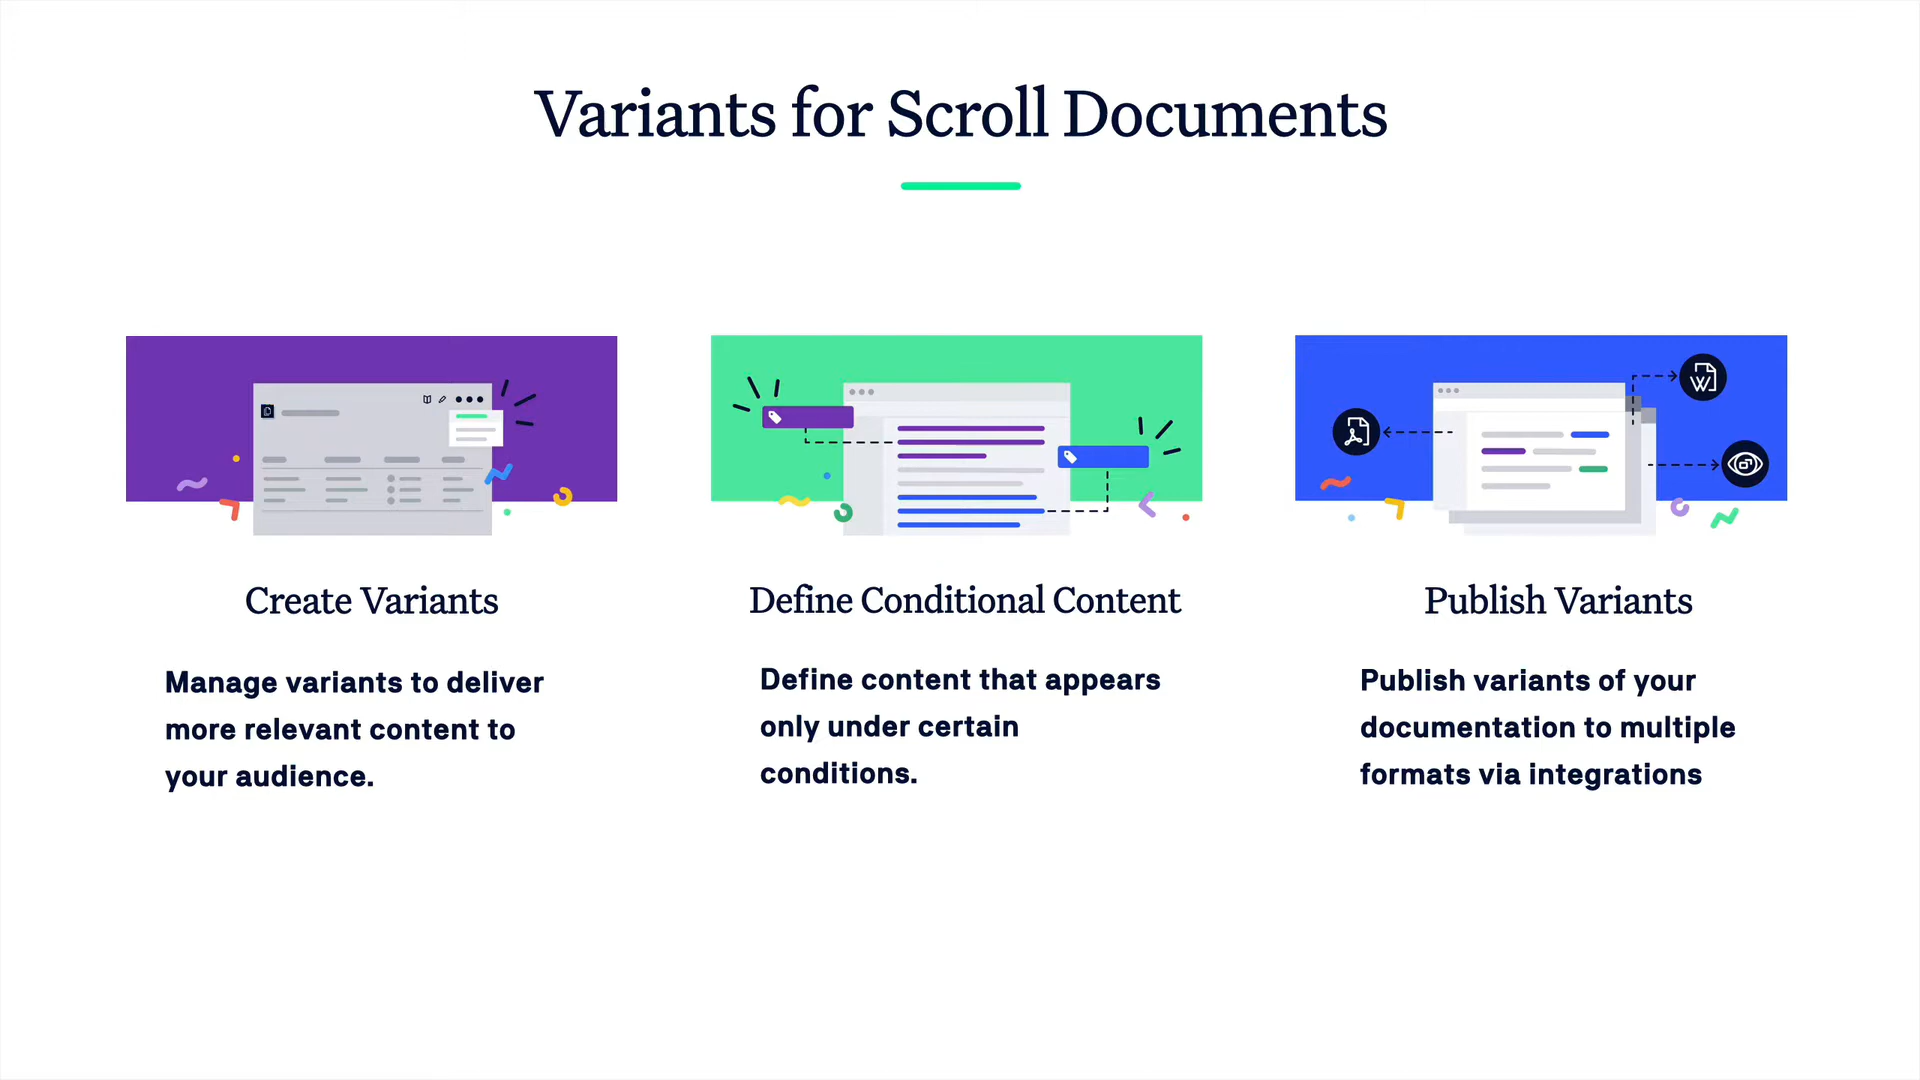 Variants for Scroll Documents
Create Variants
Manage variants to deliver
more relevant content to
your audience.
Define Conditional Content
Define content that appears
only under certain
conditions.
Publish Variants
Publish variants of your
documentation to multiple
formats via integrations